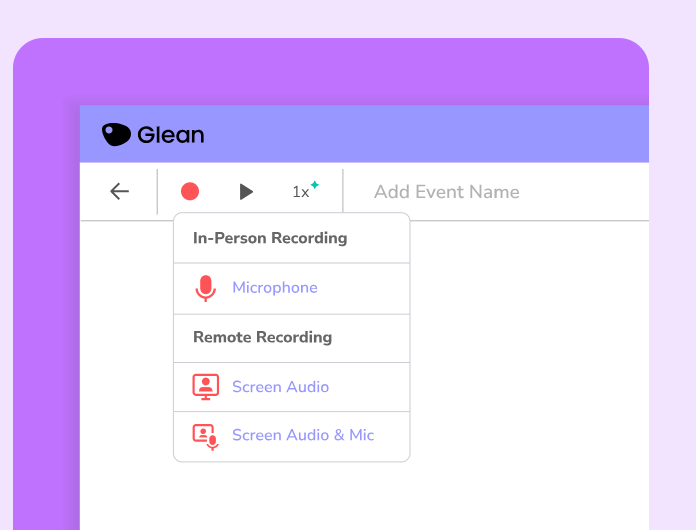 Glean
1x
Add Event Name
In-Person Recording
Microphone
Remote Recording
Screen Audio
Screen Audio & Mic